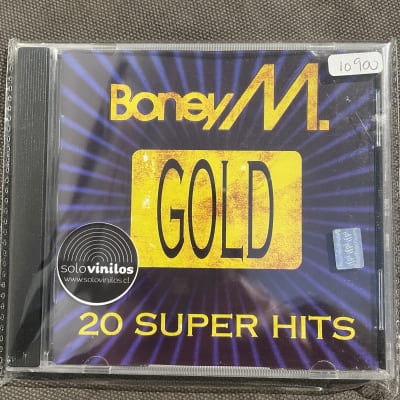 10900
Boney M.
GOLD
solovinilos
www.solovinilos.cl
20 SUPER HITS